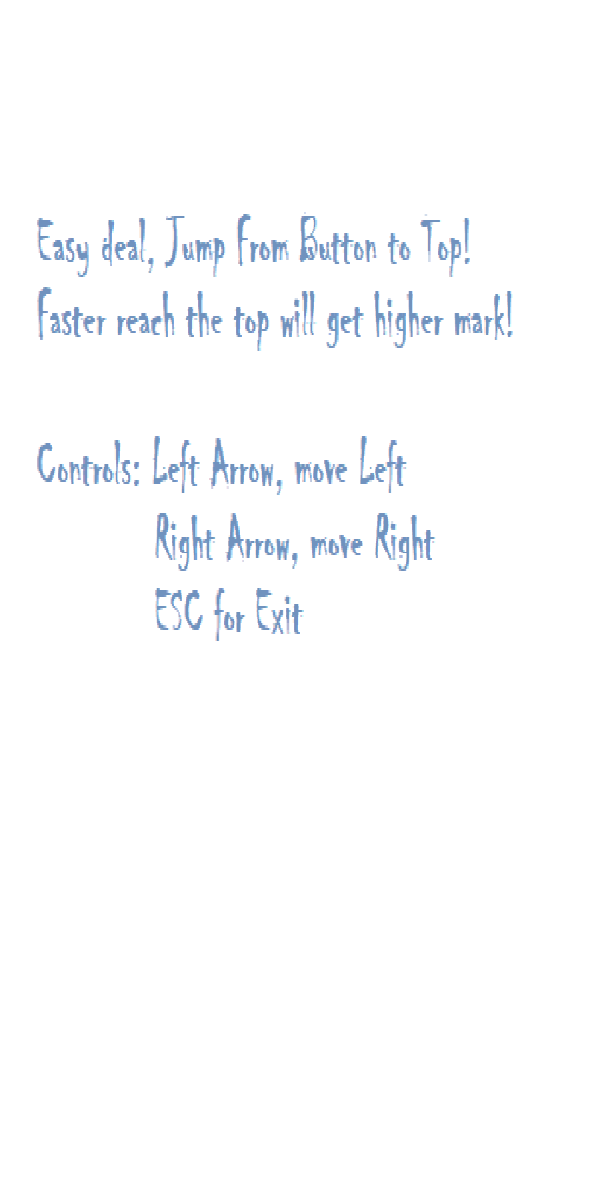 Easy deal, Jump From Button to Top!
Faster reach the top will get higher mark!
Controls: Left Arrow, move Left
Right Arrow, move Right
ESC for Exit